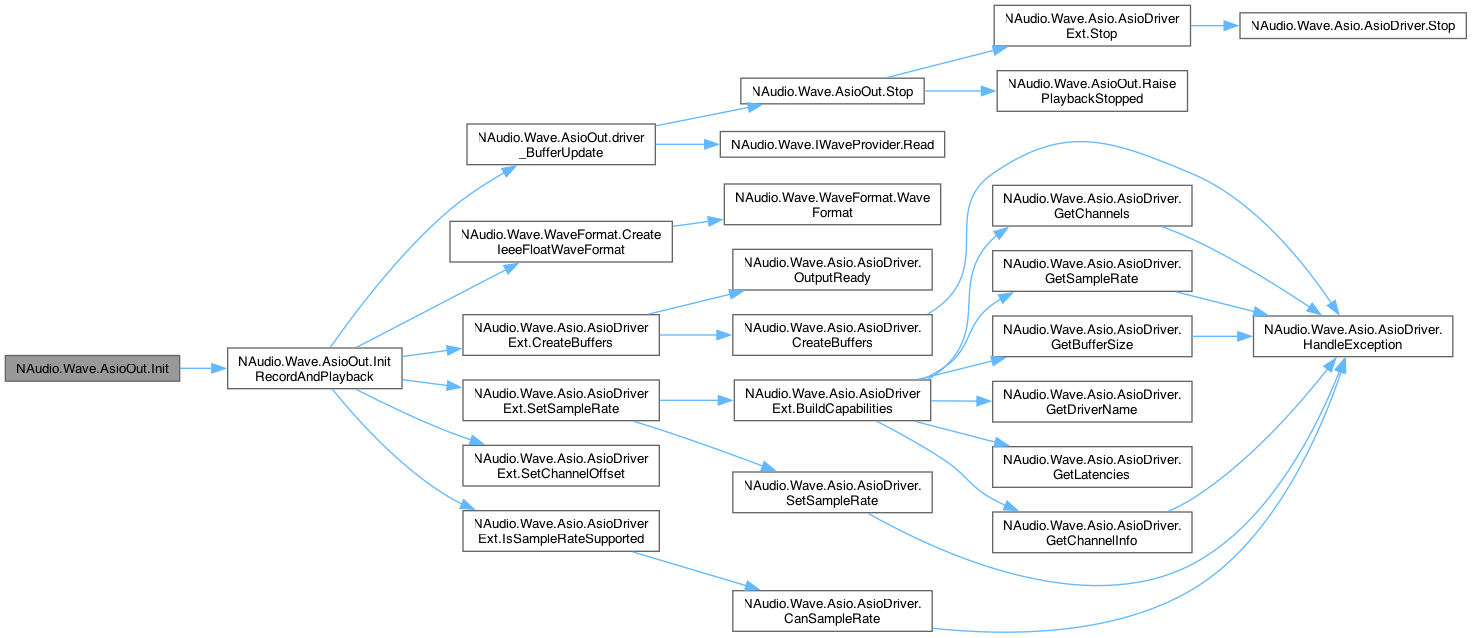 NAudio.Wave.AsioOut.Init
NAudio.Wave.AsioOut.Init
RecordAndPlayback
NAudio.Wave.AsioOut.driver
_BufferUpdate
NAudio.Wave.WaveFormat.Create
IeeeFloatWaveFormat
NAudio.Wave.Asio.AsioDriver
Ext.CreateBuffers
NAudio.Wave.Asio.AsioDriver
Ext.SetSampleRate
NAudio.Wave.Asio.AsioDriver
Ext.SetChannelOffset
NAudio.Wave.Asio.AsioDriver
Ext.IsSampleRateSupported
NAudio.Wave.AsioOut.Stop
NAudio.Wave.IWaveProvider.Read
NAudio.Wave.WaveFormat.Wave
Format
NAudio.Wave.Asio.AsioDriver.
OutputReady
NAudio.Wave.Asio.AsioDriver.
CreateBuffers
NAudio.Wave.Asio.AsioDriver
Ext.BuildCapabilities
NAudio.Wave.Asio.AsioDriver.
SetSampleRate
NAudio.Wave.Asio.AsioDriver.
CanSampleRate
NAudio.Wave.Asio.AsioDriver
Ext.Stop
NAudio.Wave.AsioOut.Raise
PlaybackStopped
NAudio.Wave.Asio.AsioDriver.
GetChannels
NAudio.Wave.Asio.AsioDriver.
GetSampleRate
NAudio.Wave.Asio.AsioDriver.
GetBufferSize
NAudio.Wave.Asio.AsioDriver.
GetDriverName
NAudio.Wave.Asio.AsioDriver.
GetLatencies
NAudio.Wave.Asio.AsioDriver.
GetChannelInfo
NAudio.Wave.Asio.AsioDriver.Stop
NAudio.Wave.Asio.AsioDriver.
HandleException